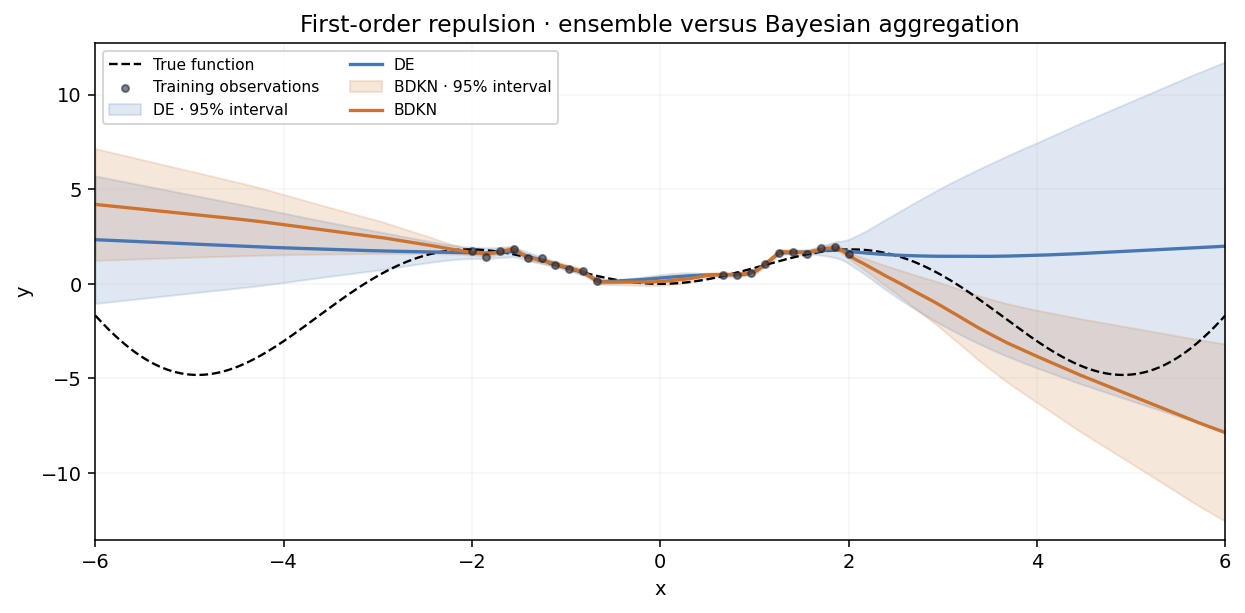 First-order repulsion · ensemble versus Bayesian aggregation
True function
Training observations
DE · 95% interval
DE
BDKN · 95% interval
BDKN
y
10
5
0
−5
−10
−6 −4 −2 0 2 4 6
x